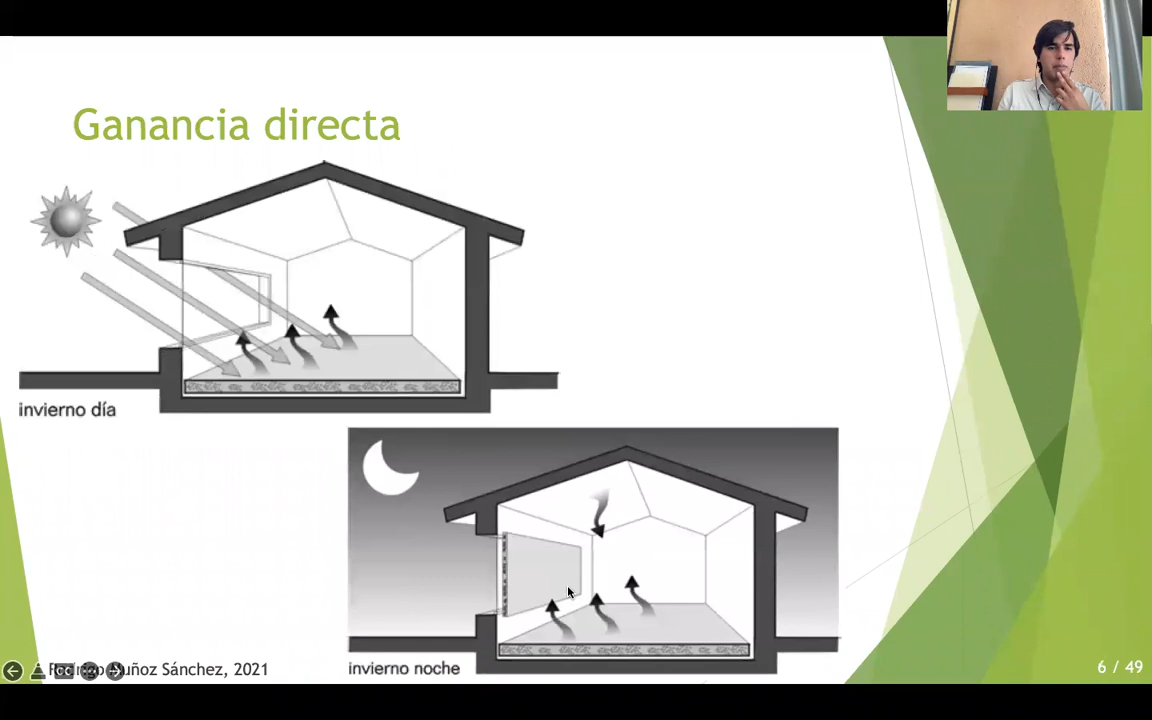 Ganancia directa
invierno día
invierno noche
Muñoz Sánchez, 2021
6 / 49